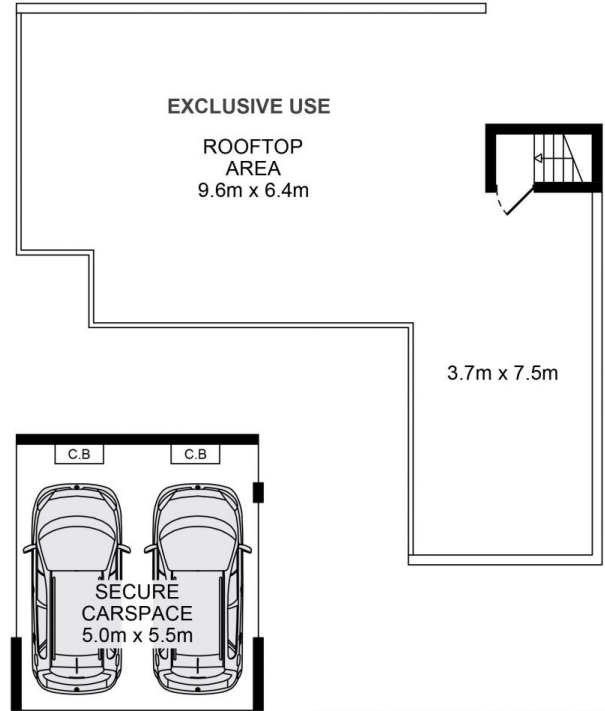 EXCLUSIVE USE
ROOFTOP
AREA
9.6m x 6.4m
3.7m x 7.5m
C.B
C.B
SECURE
CARSPACE
5.0m x 5.5m